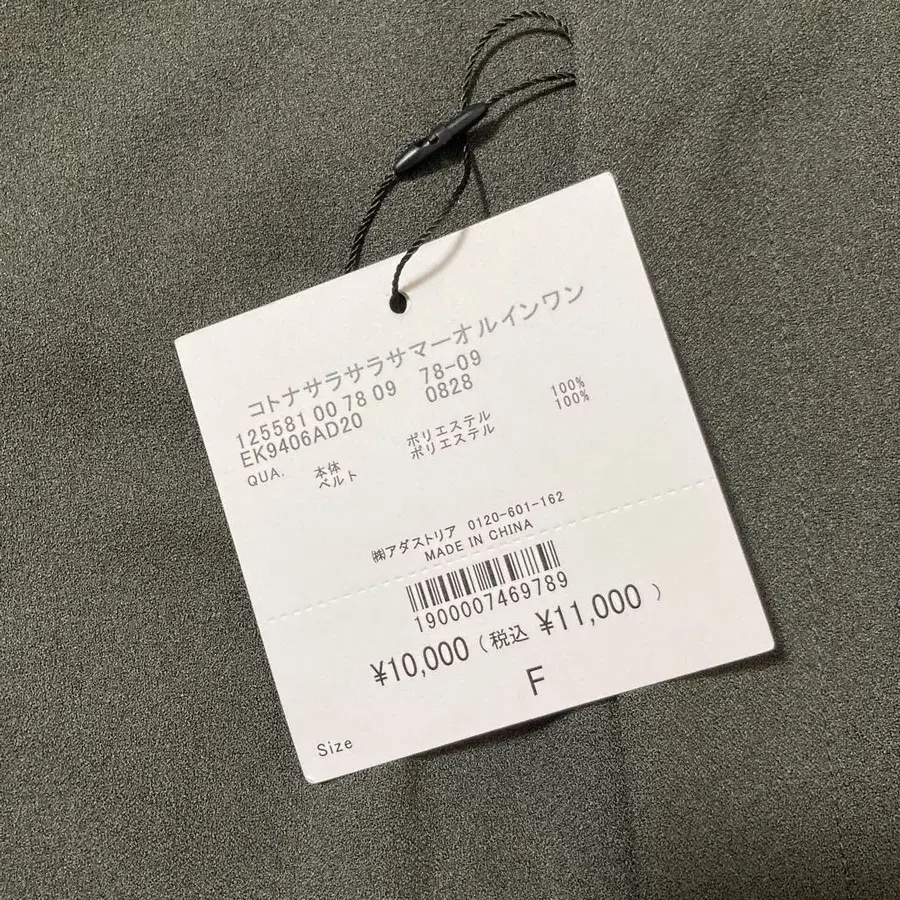 コトナサラサラサマーオルインワン
125581 00 78 09 78-09
EK9406AD20 0828
QUA. 本体 ポリエステル 100%
ベルト ポリエステル 100%
㈱アダストリア 0120-601-162
MADE IN CHINA
1900007469789
¥10,000 (税込 ¥11,000 )
F
Size